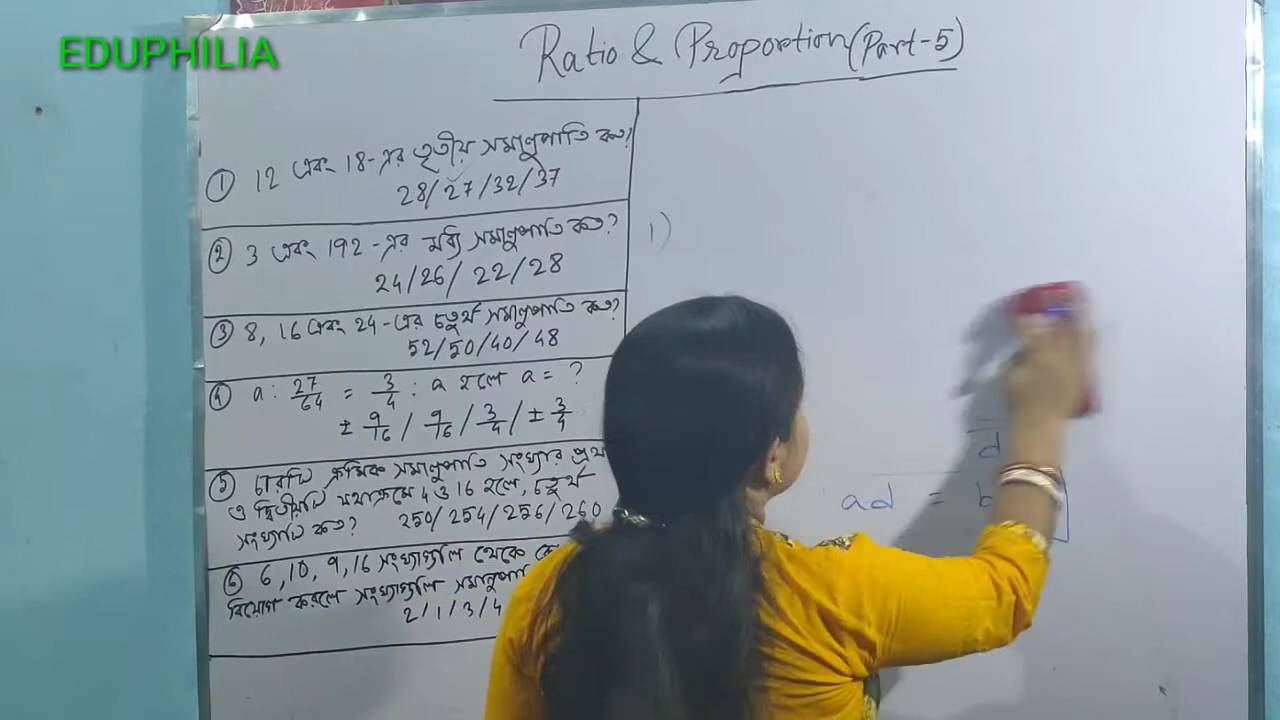 EDUPHILIA
Ratio & Proportion (Part-5)
① 12 এবং 18-এর তৃতীয় সমানুপাতি কত?
28/27/32/37
② 3 এবং 192-এর মধ্য সমানুপাতি কত?
24/26/22/28
③ 8, 16 এবং 24-এর চতুর্থ সমানুপাতি কত?
52/50/40/48
④ a : 27/64 = 3/4 : a হলে a = ?
± 9/16 / 9/16 / 3/4 / ± 3/4
⑤ চারটি ক্রমিক সমানুপাতি সংখ্যার
ও দ্বিতীয়টি যথাক্রমে 4 ও 16 হলে, চতুর্থ
সংখ্যাটি কত? 250/254/256/260
⑥ 6, 10, 9, 16 সংখ্যাগুলি থেকে
বিয়োগ করলে সংখ্যাগুলি
2/1/3/4
1)
d
ad = b